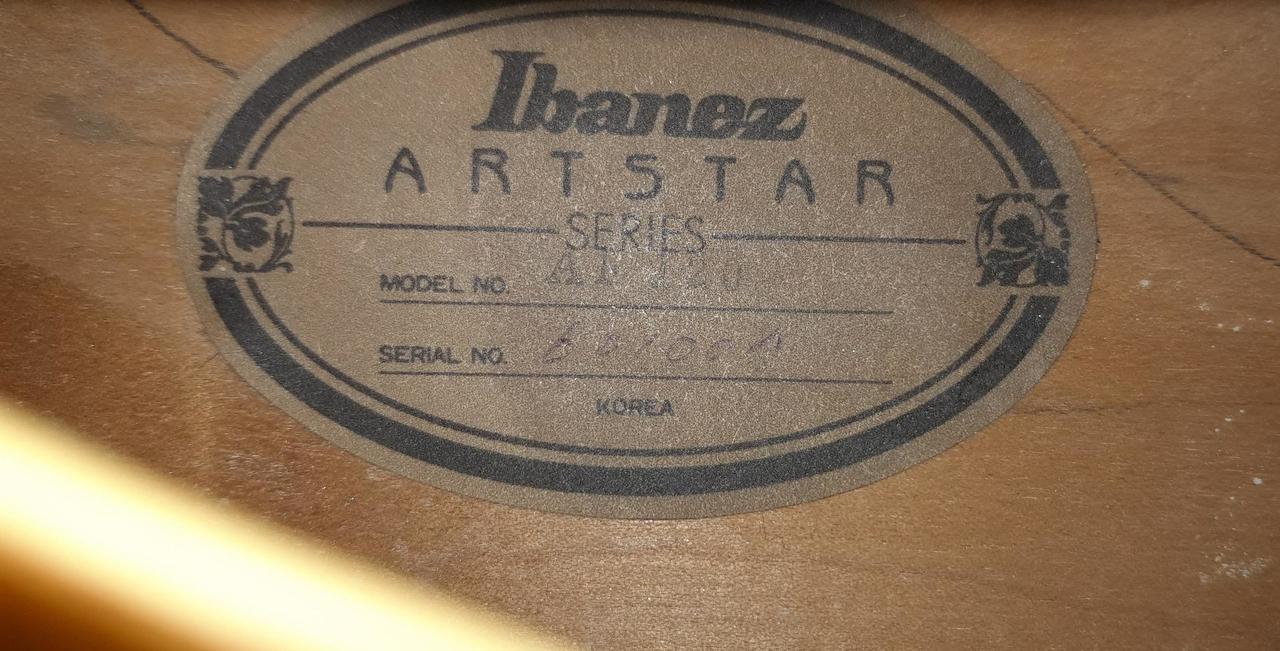 Ibanez
ARTSTAR
SERIES
MODEL NO.
SERIAL NO.
KOREA